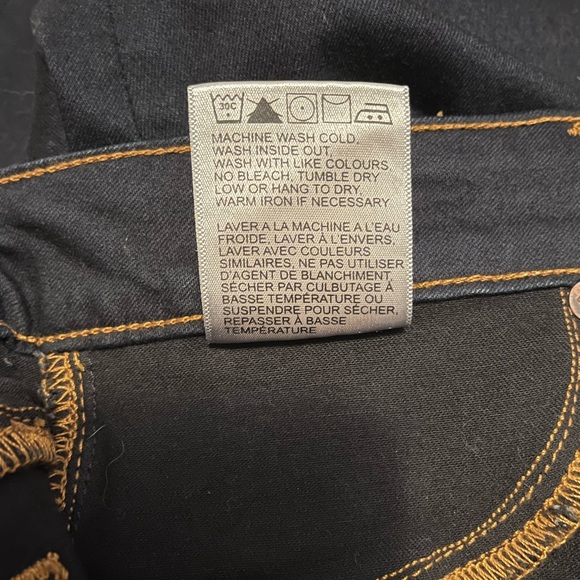 30C
MACHINE WASH COLD,
WASH INSIDE OUT,
WASH WITH LIKE COLOURS,
NO BLEACH, TUMBLE DRY
LOW OR HANG TO DRY,
WARM IRON IF NECESSARY
LAVER A LA MACHINE A L'EAU
FROIDE, LAVER À L'ENVERS,
LAVER AVEC COULEURS
SIMILAIRES, NE PAS UTILISER
D'AGENT DE BLANCHIMENT,
SÉCHER PAR CULBUTAGE À
BASSE TEMPÉRATURE OU
SUSPENDRE POUR SÉCHER,
REPASSER À BASSE
TEMPÉRATURE